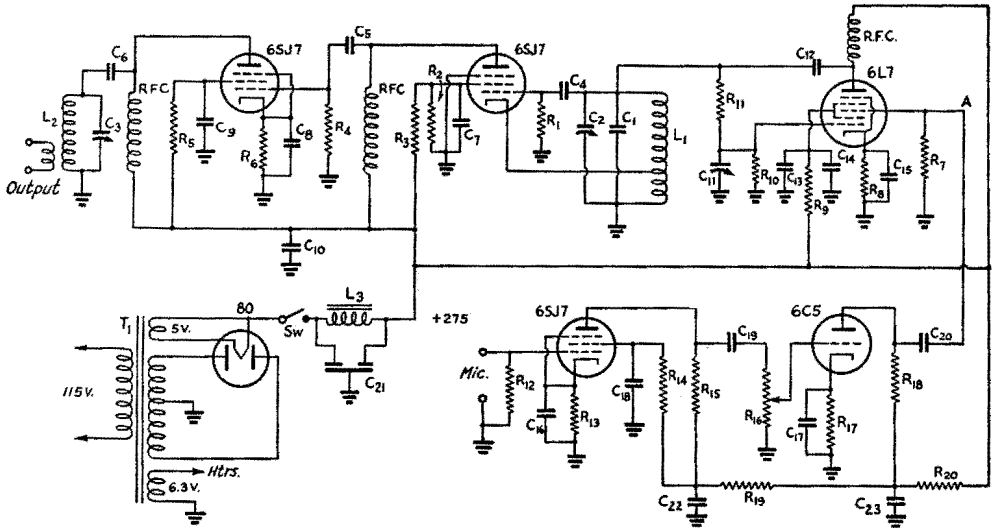 C5
C6
6SJ7
6SJ7
R.F.C.
C12
6L7
L2
C3
RFC
R5
C9
R6
C8
R4
RFC
R2
R3
C7
C4
R1
C2
C1
L1
R11
C11
R10
C13
C14
R9
R8
C15
R7
A
Output
C10
T1
5V.
80
Sw
L3
+275
C21
115V.
Htrs.
6.3V.
6SJ7
6C5
Mic.
R12
C16
R13
C18
R14
R15
C19
R16
C17
R17
R18
C20
C22
R19
C23
R20